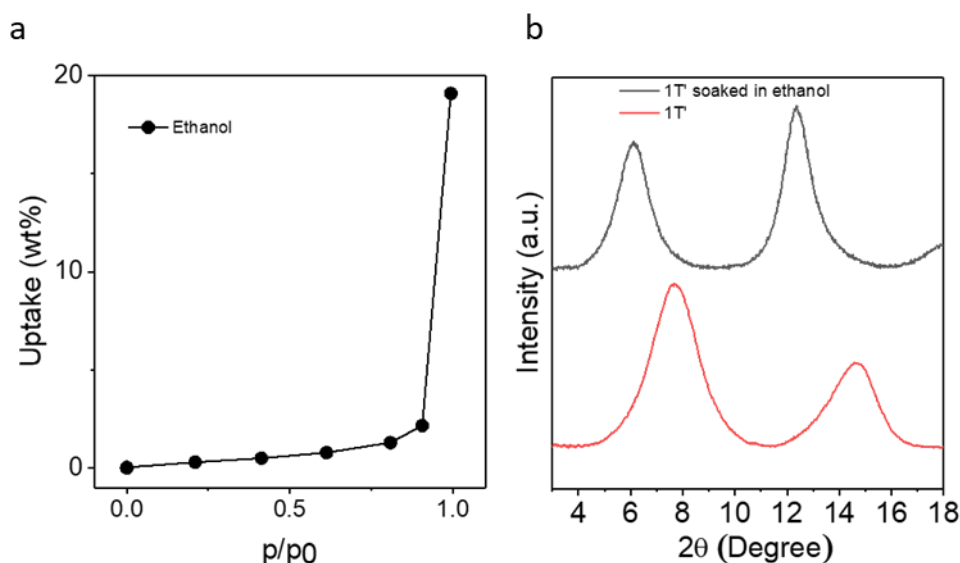 a
b
20
10
0
Uptake (wt%)
Ethanol
0.0 0.5 1.0
p/p0
1T' soaked in ethanol
1T'
Intensity (a.u.)
4 6 8 10 12 14 16 18
2θ (Degree)